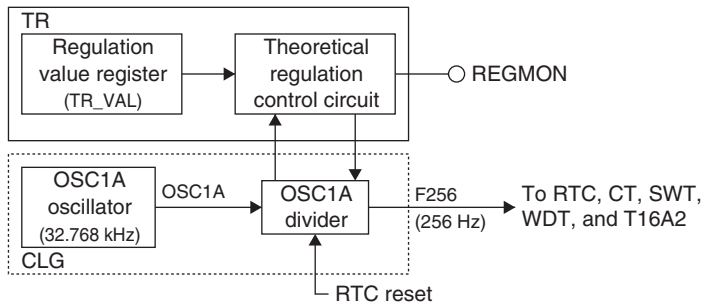 TR
Regulation
value register
(TR_VAL)
Theoretical
regulation
control circuit
REGMON
OSC1A
oscillator
(32.768 kHz)
OSC1A
OSC1A
divider
F256
(256 Hz)
To RTC, CT, SWT,
WDT, and T16A2
CLG
RTC reset